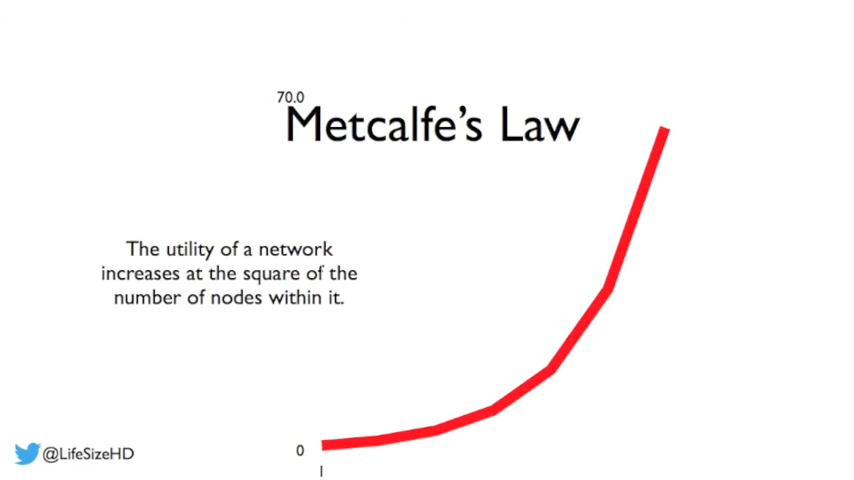 70.0
Metcalfe's Law
The utility of a network
increases at the square of the
number of nodes within it.
0
1
@LifeSizeHD